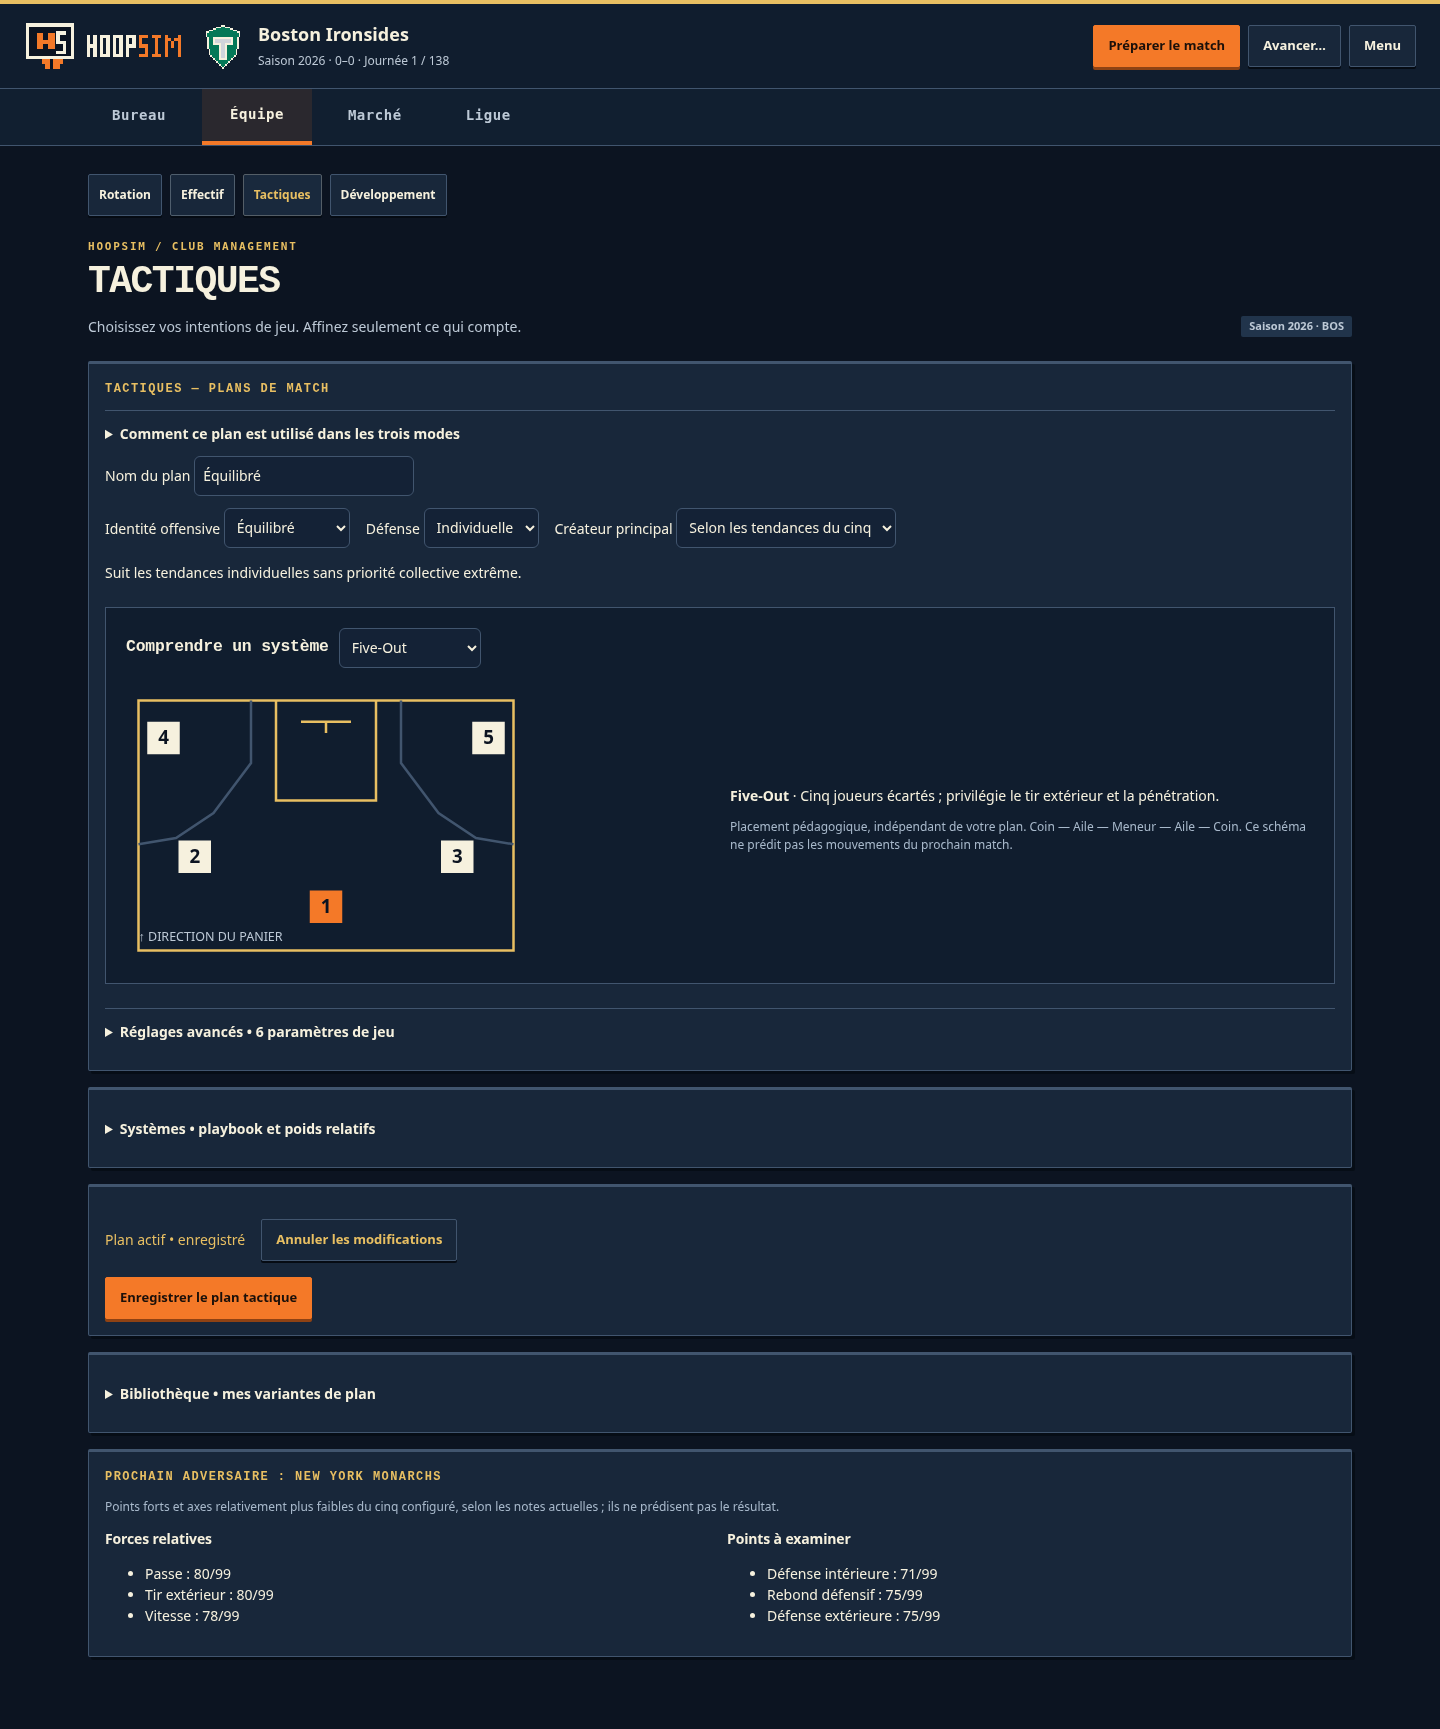 HS HOOPSIM
Boston Ironsides
Saison 2026 · 0–0 · Journée 1 / 138
Préparer le match
Avancer...
Menu
Bureau
Équipe
Marché
Ligue
Rotation
Effectif
Tactiques
Développement
HOOPSIM / CLUB MANAGEMENT
TACTIQUES
Choisissez vos intentions de jeu. Affinez seulement ce qui compte.
Saison 2026 · BOS
TACTIQUES — PLANS DE MATCH
Comment ce plan est utilisé dans les trois modes
Nom du plan Équilibré
Identité offensive Équilibré Défense Individuelle Créateur principal Selon les tendances du cinq
Suit les tendances individuelles sans priorité collective extrême.
Comprendre un système Five-Out
4 5
2 3
1
↑ DIRECTION DU PANIER
Five-Out · Cinq joueurs écartés ; privilégie le tir extérieur et la pénétration.
Placement pédagogique, indépendant de votre plan. Coin — Aile — Meneur — Aile — Coin. Ce schéma
ne prédit pas les mouvements du prochain match.
Réglages avancés • 6 paramètres de jeu
Systèmes • playbook et poids relatifs
Plan actif • enregistré
Annuler les modifications
Enregistrer le plan tactique
Bibliothèque • mes variantes de plan
PROCHAIN ADVERSAIRE : NEW YORK MONARCHS
Points forts et axes relativement plus faibles du cinq configuré, selon les notes actuelles ; ils ne prédisent pas le résultat.
Forces relatives
• Passe : 80/99
• Tir extérieur : 80/99
• Vitesse : 78/99
Points à examiner
• Défense intérieure : 71/99
• Rebond défensif : 75/99
• Défense extérieure : 75/99